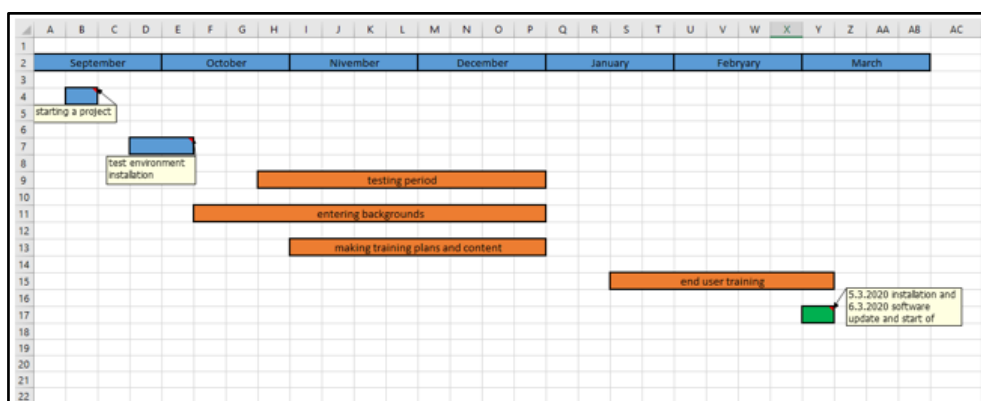 A B C D E F G H I J K L M N O P Q R S T U V W X Y Z AA AB AC
1
2 September October Nivember December January Febryary March
3
4
5 starting a project
6
7
8 test environment
installation
9 testing period
10
11 entering backgrounds
12
13 making training plans and content
14
15 end user training
16 5.3.2020 installation and
17 6.3.2020 software
update and start of
18
19
20
21
22